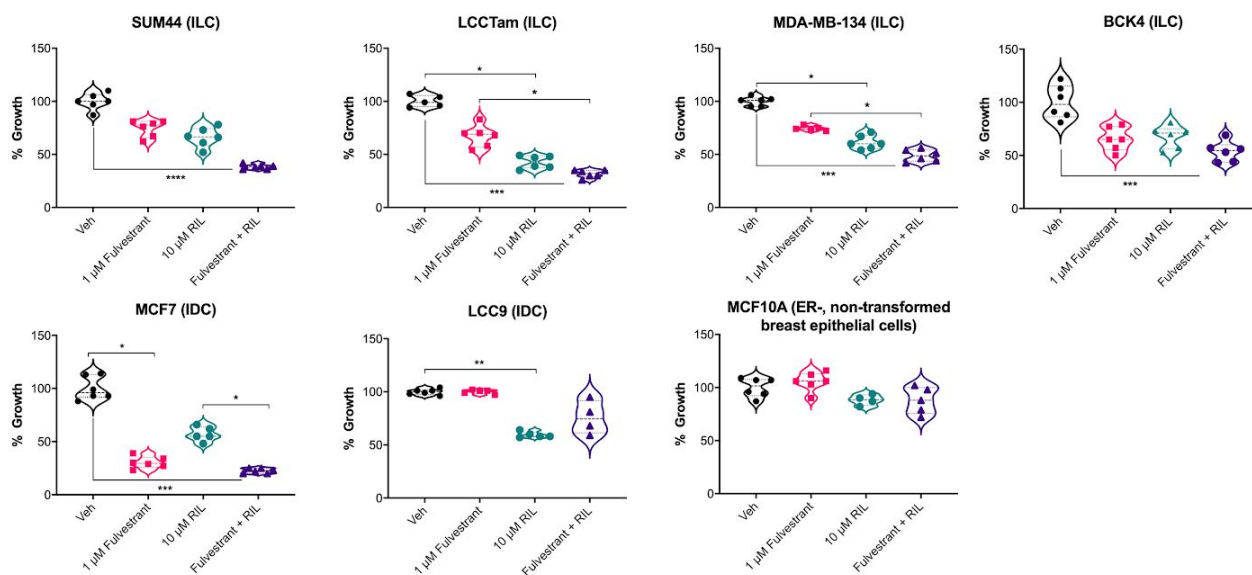 SUM44 (ILC)
% Growth
150
100
50
0
****
Veh
1 µM Fulvestrant
10 µM RIL
Fulvestrant + RIL
LCCTam (ILC)
% Growth
150
100
50
0
*
*
***
Veh
1 µM Fulvestrant
10 µM RIL
Fulvestrant + RIL
MDA-MB-134 (ILC)
% Growth
150
100
50
0
*
*
***
Veh
1 µM Fulvestrant
10 µM RIL
Fulvestrant + RIL
BCK4 (ILC)
% Growth
150
100
50
0
***
Veh
1 µM Fulvestrant
10 µM RIL
Fulvestrant + RIL
MCF7 (IDC)
% Growth
150
100
50
0
*
*
***
Veh
1 µM Fulvestrant
10 µM RIL
Fulvestrant + RIL
LCC9 (IDC)
% Growth
150
100
50
0
**
Veh
1 µM Fulvestrant
10 µM RIL
Fulvestrant + RIL
MCF10A (ER-, non-transformed
breast epithelial cells)
% Growth
150
100
50
0
Veh
1 µM Fulvestrant
10 µM RIL
Fulvestrant + RIL